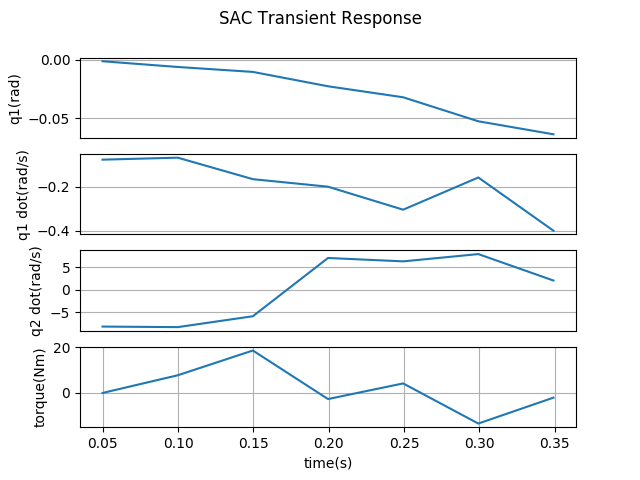 SAC Transient Response
0.00
−0.05
q1(rad)
−0.2
−0.4
q1 dot(rad/s)
5
0
−5
q2 dot(rad/s)
20
0
torque(Nm)
0.05 0.10 0.15 0.20 0.25 0.30 0.35
time(s)